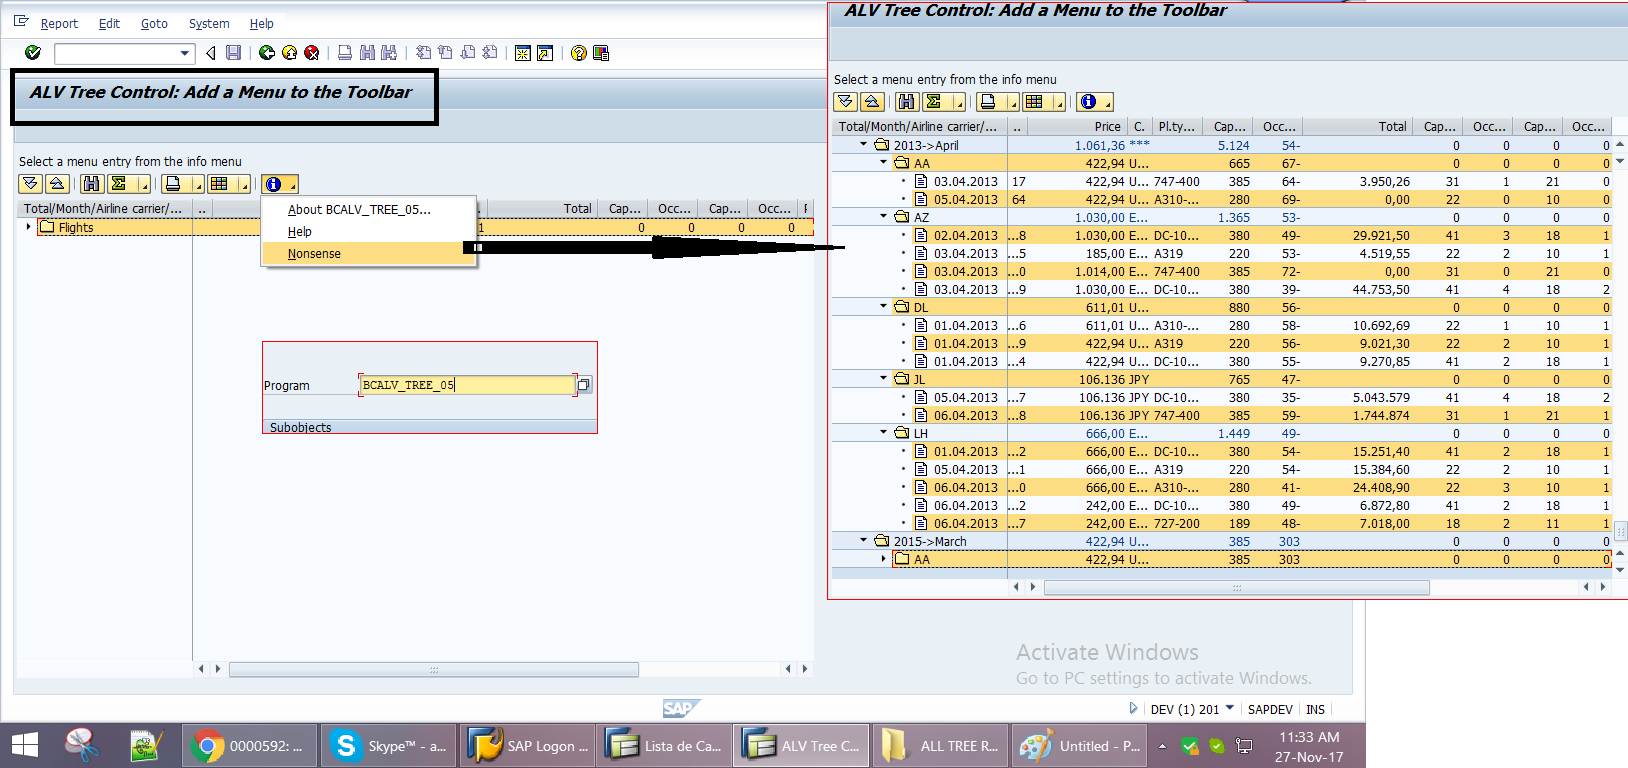 Report Edit Goto System Help
ALV Tree Control: Add a Menu to the Toolbar
Select a menu entry from the info menu
Total/Month/Airline carrier/... .. Total Cap... Occ... Cap... Occ...
Flights 1 0 0 0 0
About BCALV_TREE_05...
Help
Nonsense
Program BCALV_TREE_05
Subobjects
ALV Tree Control: Add a Menu to the Toolbar
Select a menu entry from the info menu
Total/Month/Airline carrier/... .. Price C. Pl.ty... Cap... Occ... Total Cap... Occ... Cap... Occ...
2013->April 1.061,36 *** 5.124 54- 0 0 0 0
AA 422,94 U... 665 67- 0 0 0 0
03.04.2013 17 422,94 U... 747-400 385 64- 3.950,26 31 1 21 0
05.04.2013 64 422,94 U... A310-... 280 69- 0,00 22 0 10 0
AZ 1.030,00 E... 1.365 53- 0 0 0 0
02.04.2013 ...8 1.030,00 E... DC-10... 380 49- 29.921,50 41 3 18 1
03.04.2013 ...5 185,00 E... A319 220 53- 4.519,55 22 2 10 1
03.04.2013 ...0 1.014,00 E... 747-400 385 72- 0,00 31 0 21 0
03.04.2013 ...9 1.030,00 E... DC-10... 380 39- 44.753,50 41 4 18 2
DL 611,01 U... 880 56- 0 0 0 0
01.04.2013 ...6 611,01 U... A310-... 280 58- 10.692,69 22 1 10 1
01.04.2013 ...9 422,94 U... A319 220 56- 9.021,30 22 2 10 1
01.04.2013 ...4 422,94 U... DC-10... 380 55- 9.270,85 41 2 18 1
JL 106.136 JPY 765 47- 0 0 0 0
05.04.2013 ...7 106.136 JPY DC-10... 380 35- 5.043.579 41 4 18 2
06.04.2013 ...8 106.136 JPY 747-400 385 59- 1.744.874 31 1 21 1
LH 666,00 E... 1.449 49- 0 0 0 0
01.04.2013 ...2 666,00 E... DC-10... 380 54- 15.251,40 41 2 18 1
05.04.2013 ...1 666,00 E... A319 220 54- 15.384,60 22 2 10 1
06.04.2013 ...0 666,00 E... A310-... 280 41- 24.408,90 22 3 10 1
06.04.2013 ...2 242,00 E... DC-10... 380 49- 6.872,80 41 2 18 1
06.04.2013 ...7 242,00 E... 727-200 189 48- 7.018,00 18 2 11 1
2015->March 422,94 U... 385 303 0 0 0 0
AA 422,94 U... 385 303 0 0 0 0
Activate Windows
Go to PC settings to activate Windows.
SAP DEV (1) 201 SAPDEV INS
0000592: ... Skype™ - a... SAP Logon ... Lista de Ca... ALV Tree C... ALL TREE R... Untitled - P... 11:33 AM
27-Nov-17